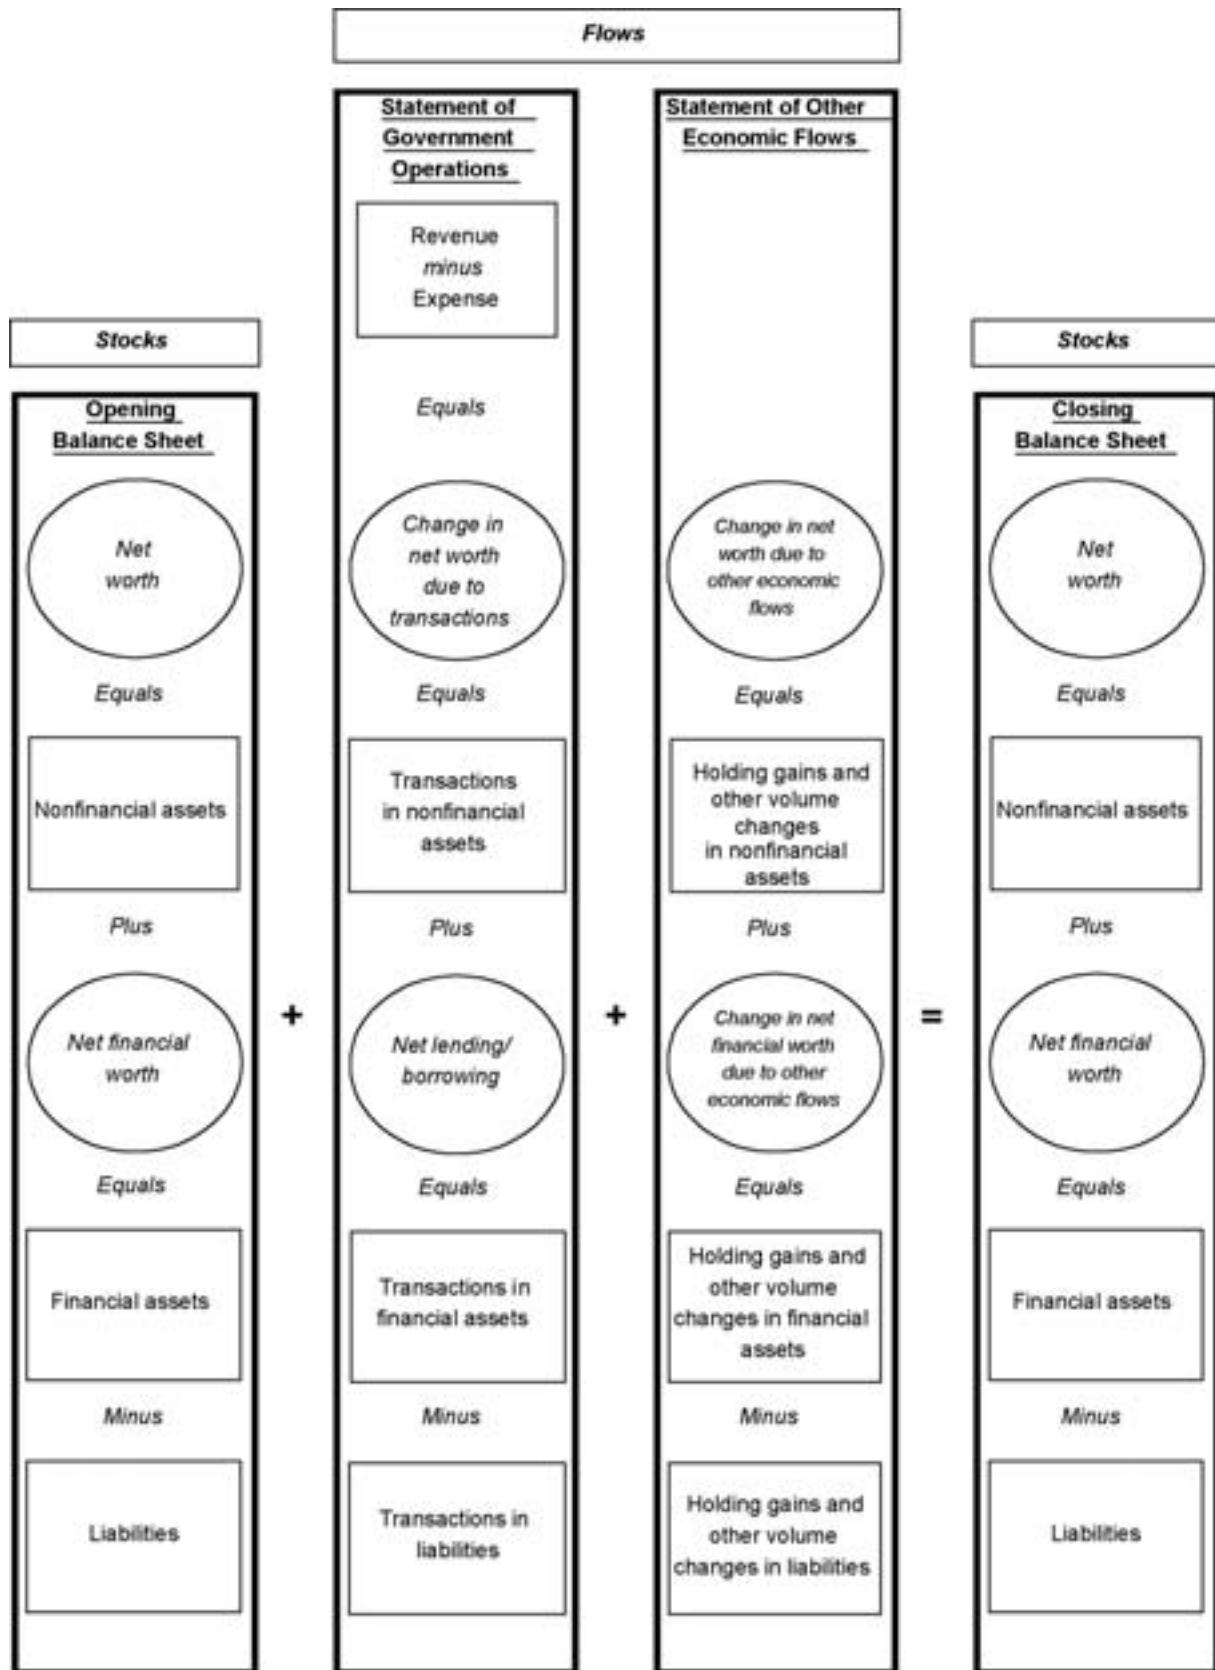 Flows
Statement of
Government
Operations
Revenue
minus
Expense
Equals
Change in
net worth
due to
transactions
Equals
Transactions
in nonfinancial
assets
Plus
Net lending/
borrowing
Equals
Transactions in
financial assets
Minus
Transactions in
liabilities
Statement of Other
Economic Flows
Change in net
worth due to
other economic
flows
Equals
Holding gains and
other volume
changes
in nonfinancial
assets
Plus
Change in net
financial worth
due to other
economic flows
Equals
Holding gains and
other volume
changes in financial
assets
Minus
Holding gains and
other volume
changes in liabilities
Stocks
Opening
Balance Sheet
Net
worth
Equals
Nonfinancial assets
Plus
Net financial
worth
Equals
Financial assets
Minus
Liabilities
+
+
=
Stocks
Closing
Balance Sheet
Net
worth
Equals
Nonfinancial assets
Plus
Net financial
worth
Equals
Financial assets
Minus
Liabilities